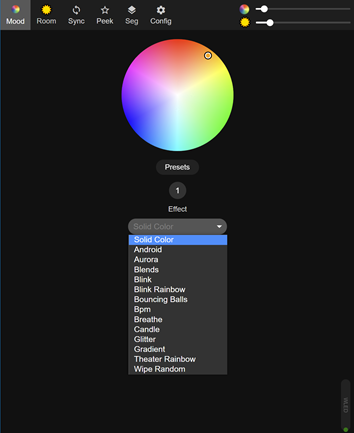 Mood Room Sync Peek Seg Config
Presets
1
Effect
Solid Color
Solid Color
Android
Aurora
Blends
Blink
Blink Rainbow
Bouncing Balls
Bpm
Breathe
Candle
Glitter
Gradient
Theater Rainbow
Wipe Random
WLED